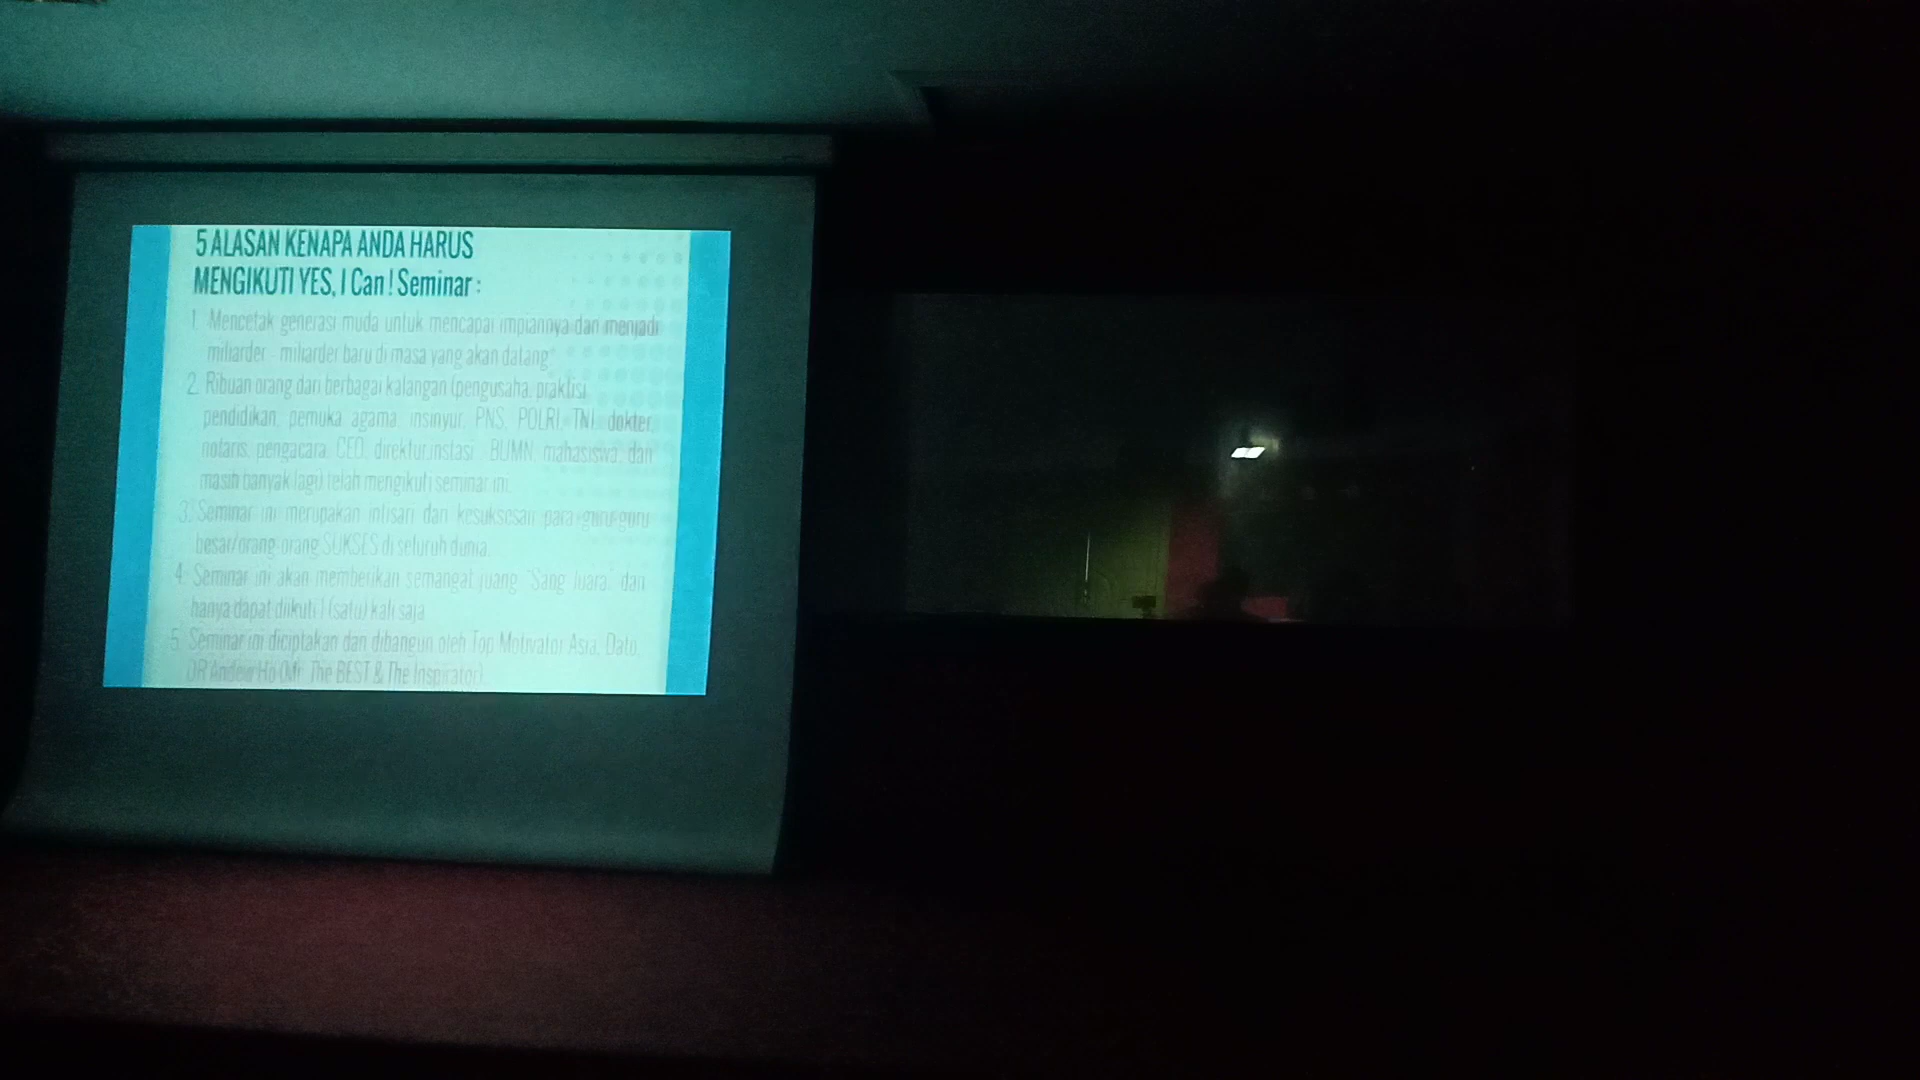 5 ALASAN KENAPA ANDA HARUS
MENGIKUTI YES, I Can ! Seminar :
1. Mencetak generasi muda untuk mencapai impiannya dan menjadi
miliarder - miliarder baru di masa yang akan datang
2. Ribuan orang dari berbagai kalangan (pengusaha, praktisi
pendidikan, pemuka agama, insinyur, PNS, POLRI, TNI, dokter,
notaris, pengacara, CEO, direktur,instasi BUMN, mahasiswa, dan
masih banyak lagi) telah mengikuti seminar ini.
3. Seminar ini merupakan intisari dari kesuksesan para guru-guru
besar/orang-orang SUKSES di seluruh dunia.
4. Seminar ini akan memberikan semangat juang "Sang Juara" dan
hanya dapat diikuti 1 (satu) kali saja.
5. Seminar ini diciptakan dan dibangun oleh Top Motivator Asia, Dato.
DR Andew Ho (Mr. The BEST & The Inspirator).